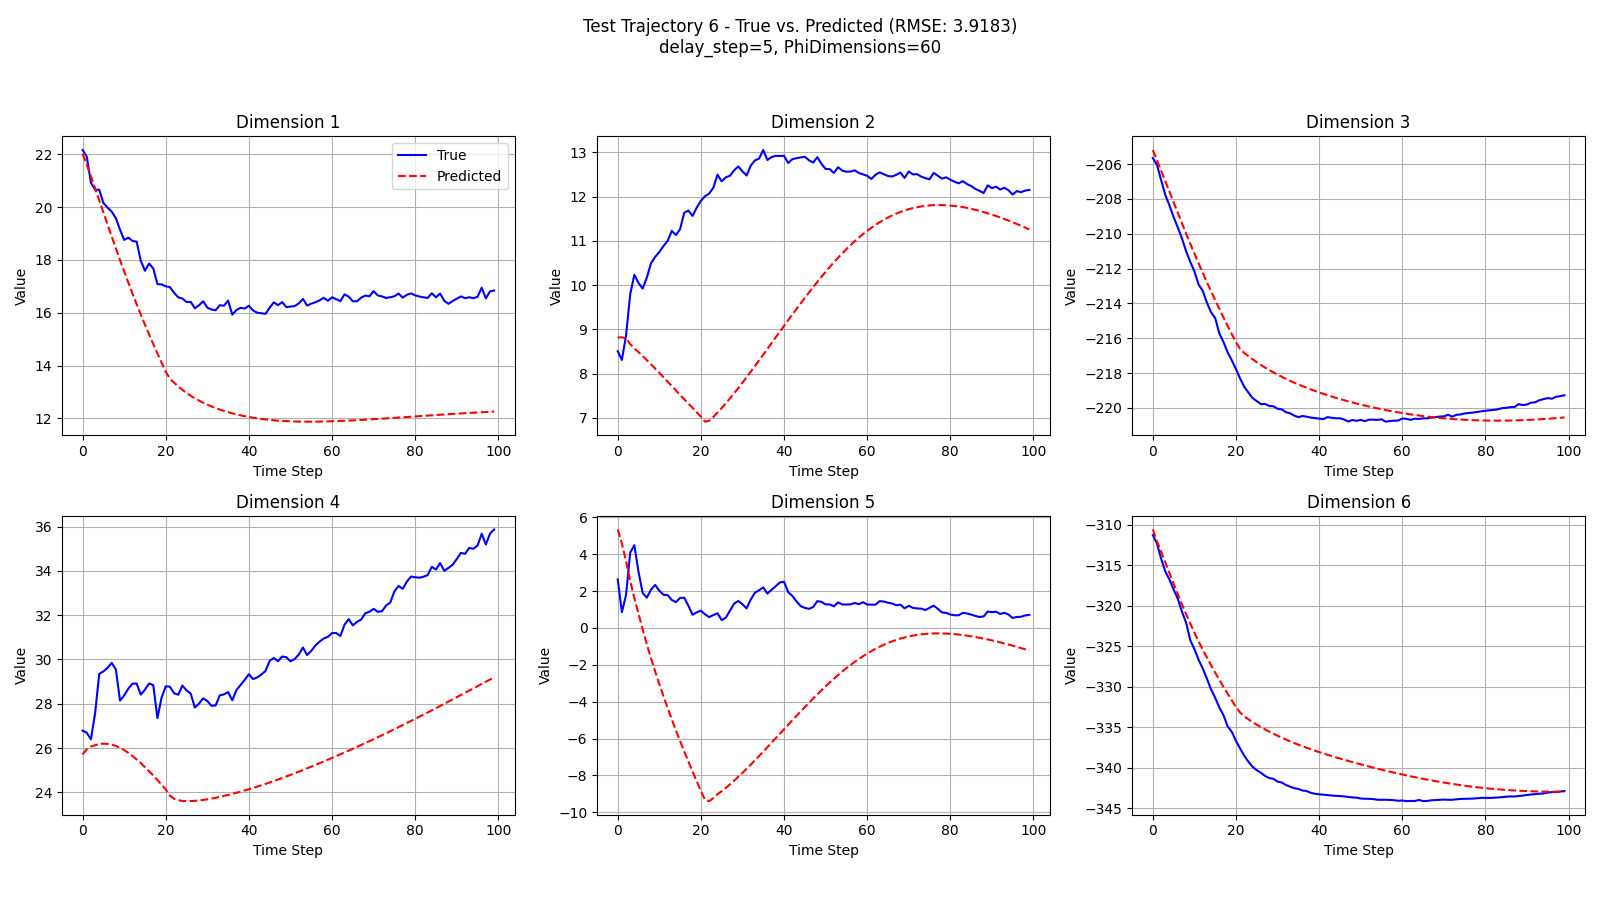 Test Trajectory 6 - True vs. Predicted (RMSE: 3.9183)
delay_step=5, PhiDimensions=60
Dimension 1
22
20
18
16
14
12
0 20 40 60 80 100
Value
Time Step
True
Predicted
Dimension 2
13
12
11
10
9
8
7
0 20 40 60 80 100
Value
Time Step
Dimension 3
−206
−208
−210
−212
−214
−216
−218
−220
0 20 40 60 80 100
Value
Time Step
Dimension 4
36
34
32
30
28
26
24
0 20 40 60 80 100
Value
Time Step
Dimension 5
6
4
2
0
−2
−4
−6
−8
−10
0 20 40 60 80 100
Value
Time Step
Dimension 6
−310
−315
−320
−325
−330
−335
−340
−345
0 20 40 60 80 100
Value
Time Step